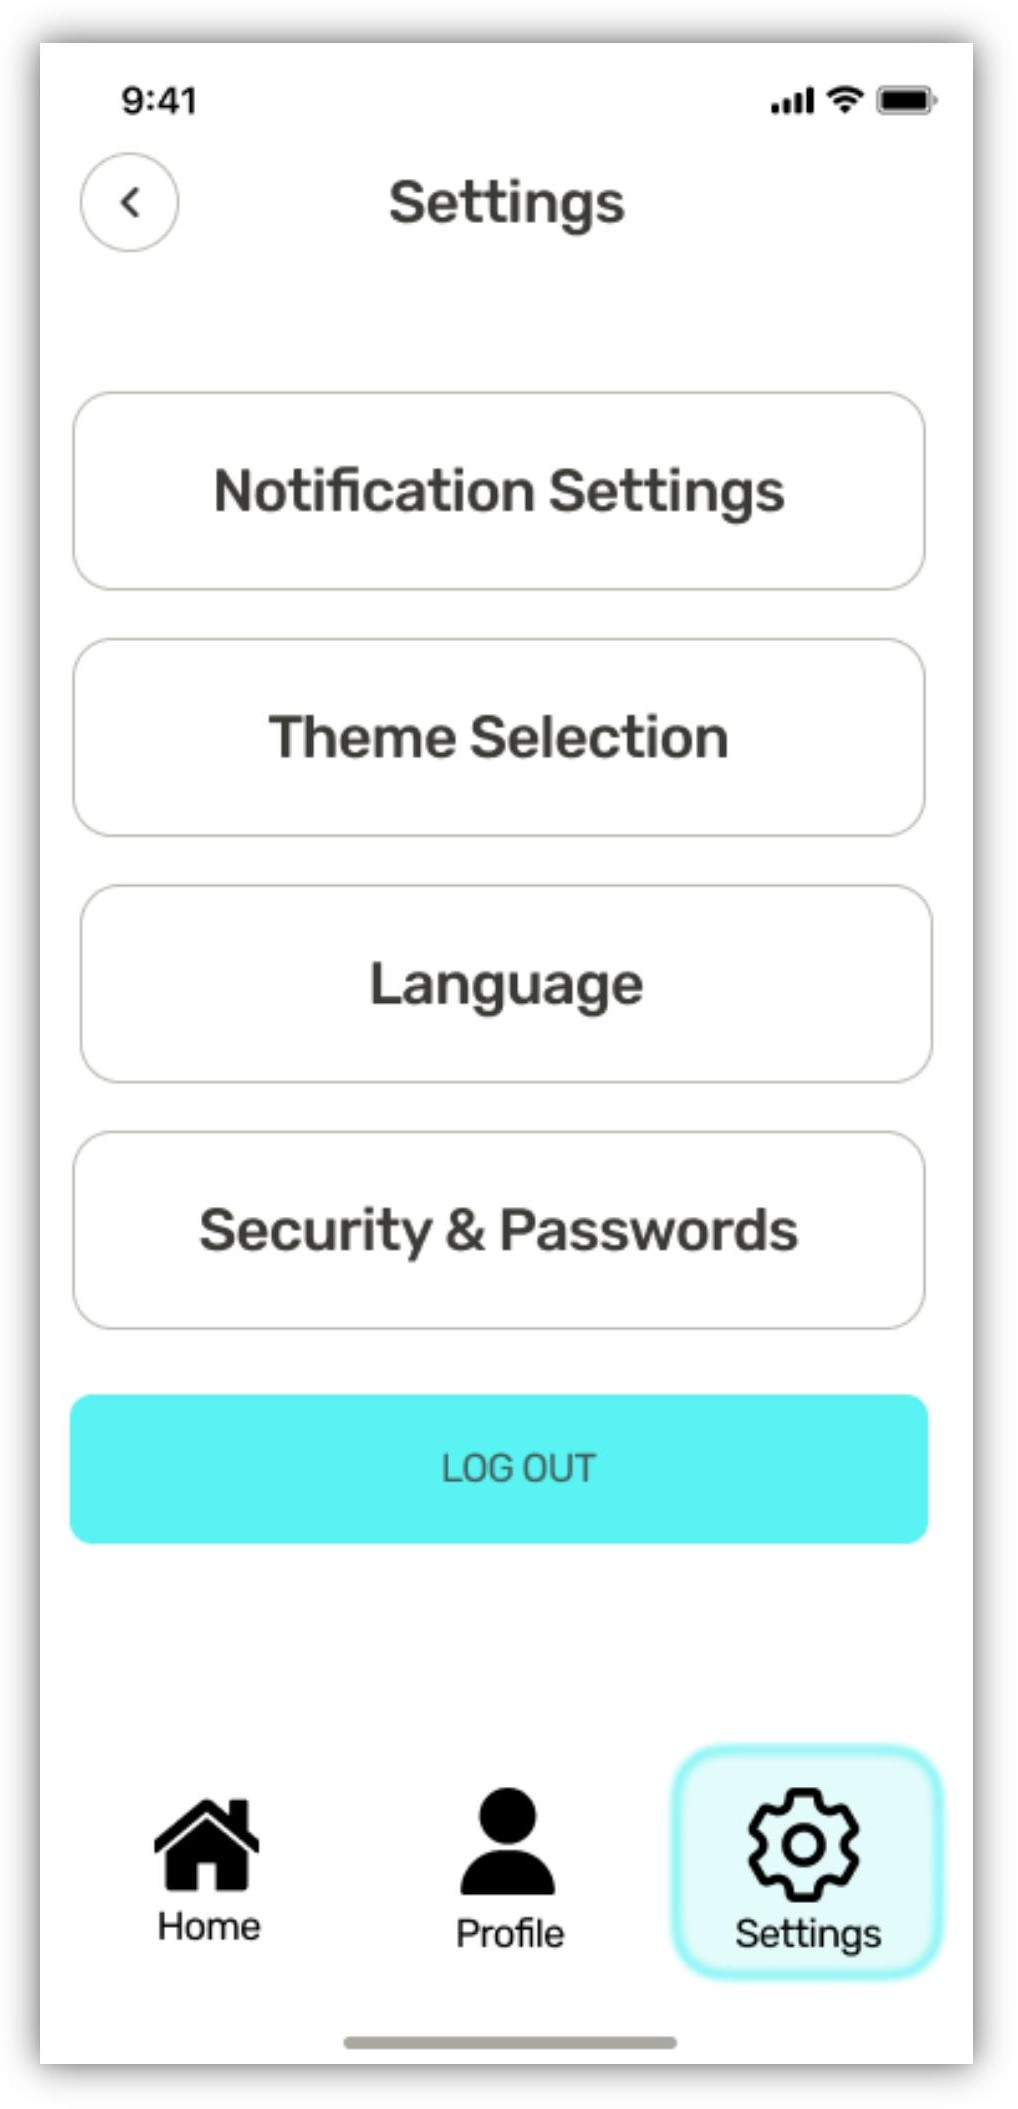 9:41
Settings
Notification Settings
Theme Selection
Language
Security & Passwords
LOG OUT
Home
Profile
Settings